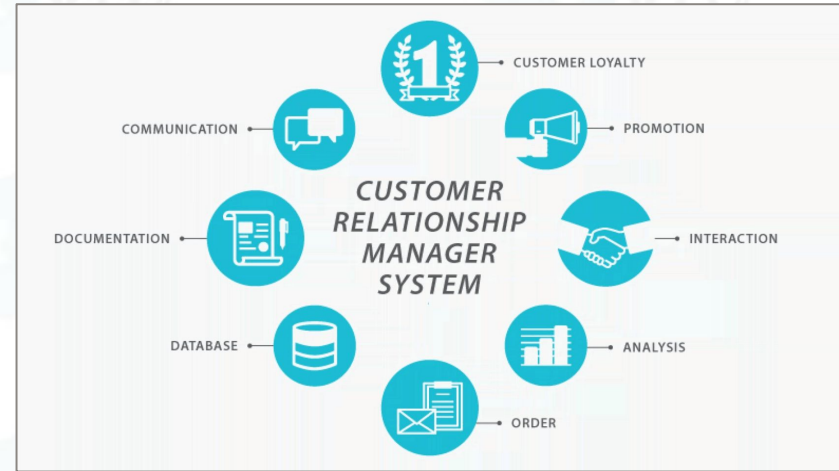 CUSTOMER LOYALTY
COMMUNICATION
PROMOTION
CUSTOMER
RELATIONSHIP
MANAGER
SYSTEM
DOCUMENTATION
INTERACTION
DATABASE
ANALYSIS
ORDER
1